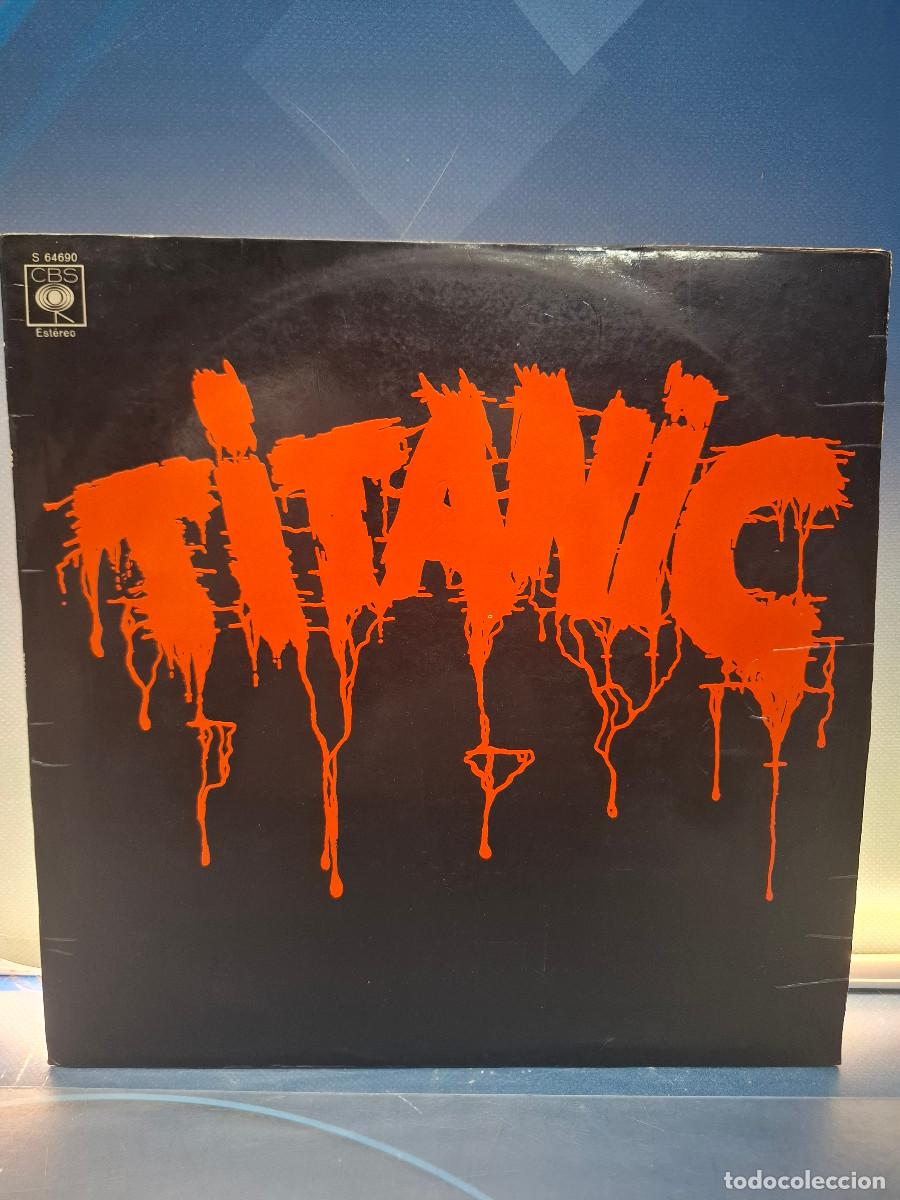 S 64690
CBS
Estéreo
TiTANiC
todocoleccion